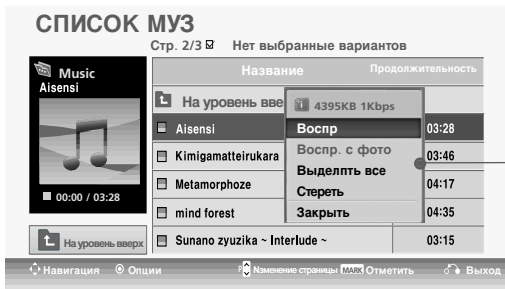 СПИСОК МУЗ
Стр. 2/3 Нет выбранные вариантов
Music
Aisensi
00:00 / 03:28
На уровень вверх
Название Продолжительность
На уровень вве
Aisensi 03:28
Kimigamatteirukara 03:46
Metamorphoze 04:17
mind forest 04:35
Sunano zyuzika ~ Interlude ~ 03:15
4395KB 1Kbps
Воспр
Воспр. с фото
Выделпть все
Стереть
Закрыть
Навигация Опции Nзменение страницы MARK Отметить Выход